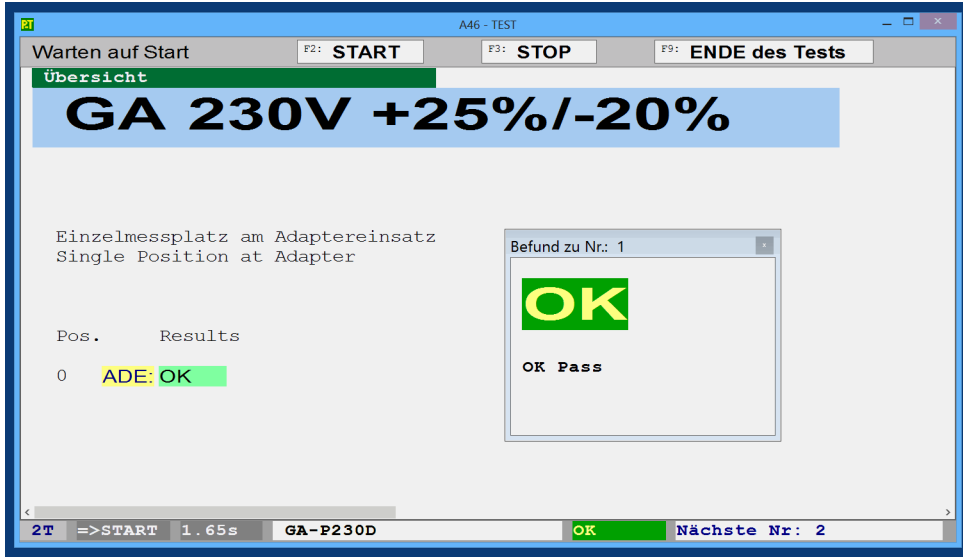 2T
A46 - TEST
Warten auf Start
F2: START
F3: STOP
F9: ENDE des Tests
Übersicht
GA 230V +25%/-20%
Einzelmessplatz am Adaptereinsatz
Single Position at Adapter
Befund zu Nr.: 1
OK
OK Pass
Pos. Results
0 ADE: OK
2T =>START 1.65s GA-P230D OK Nächste Nr: 2